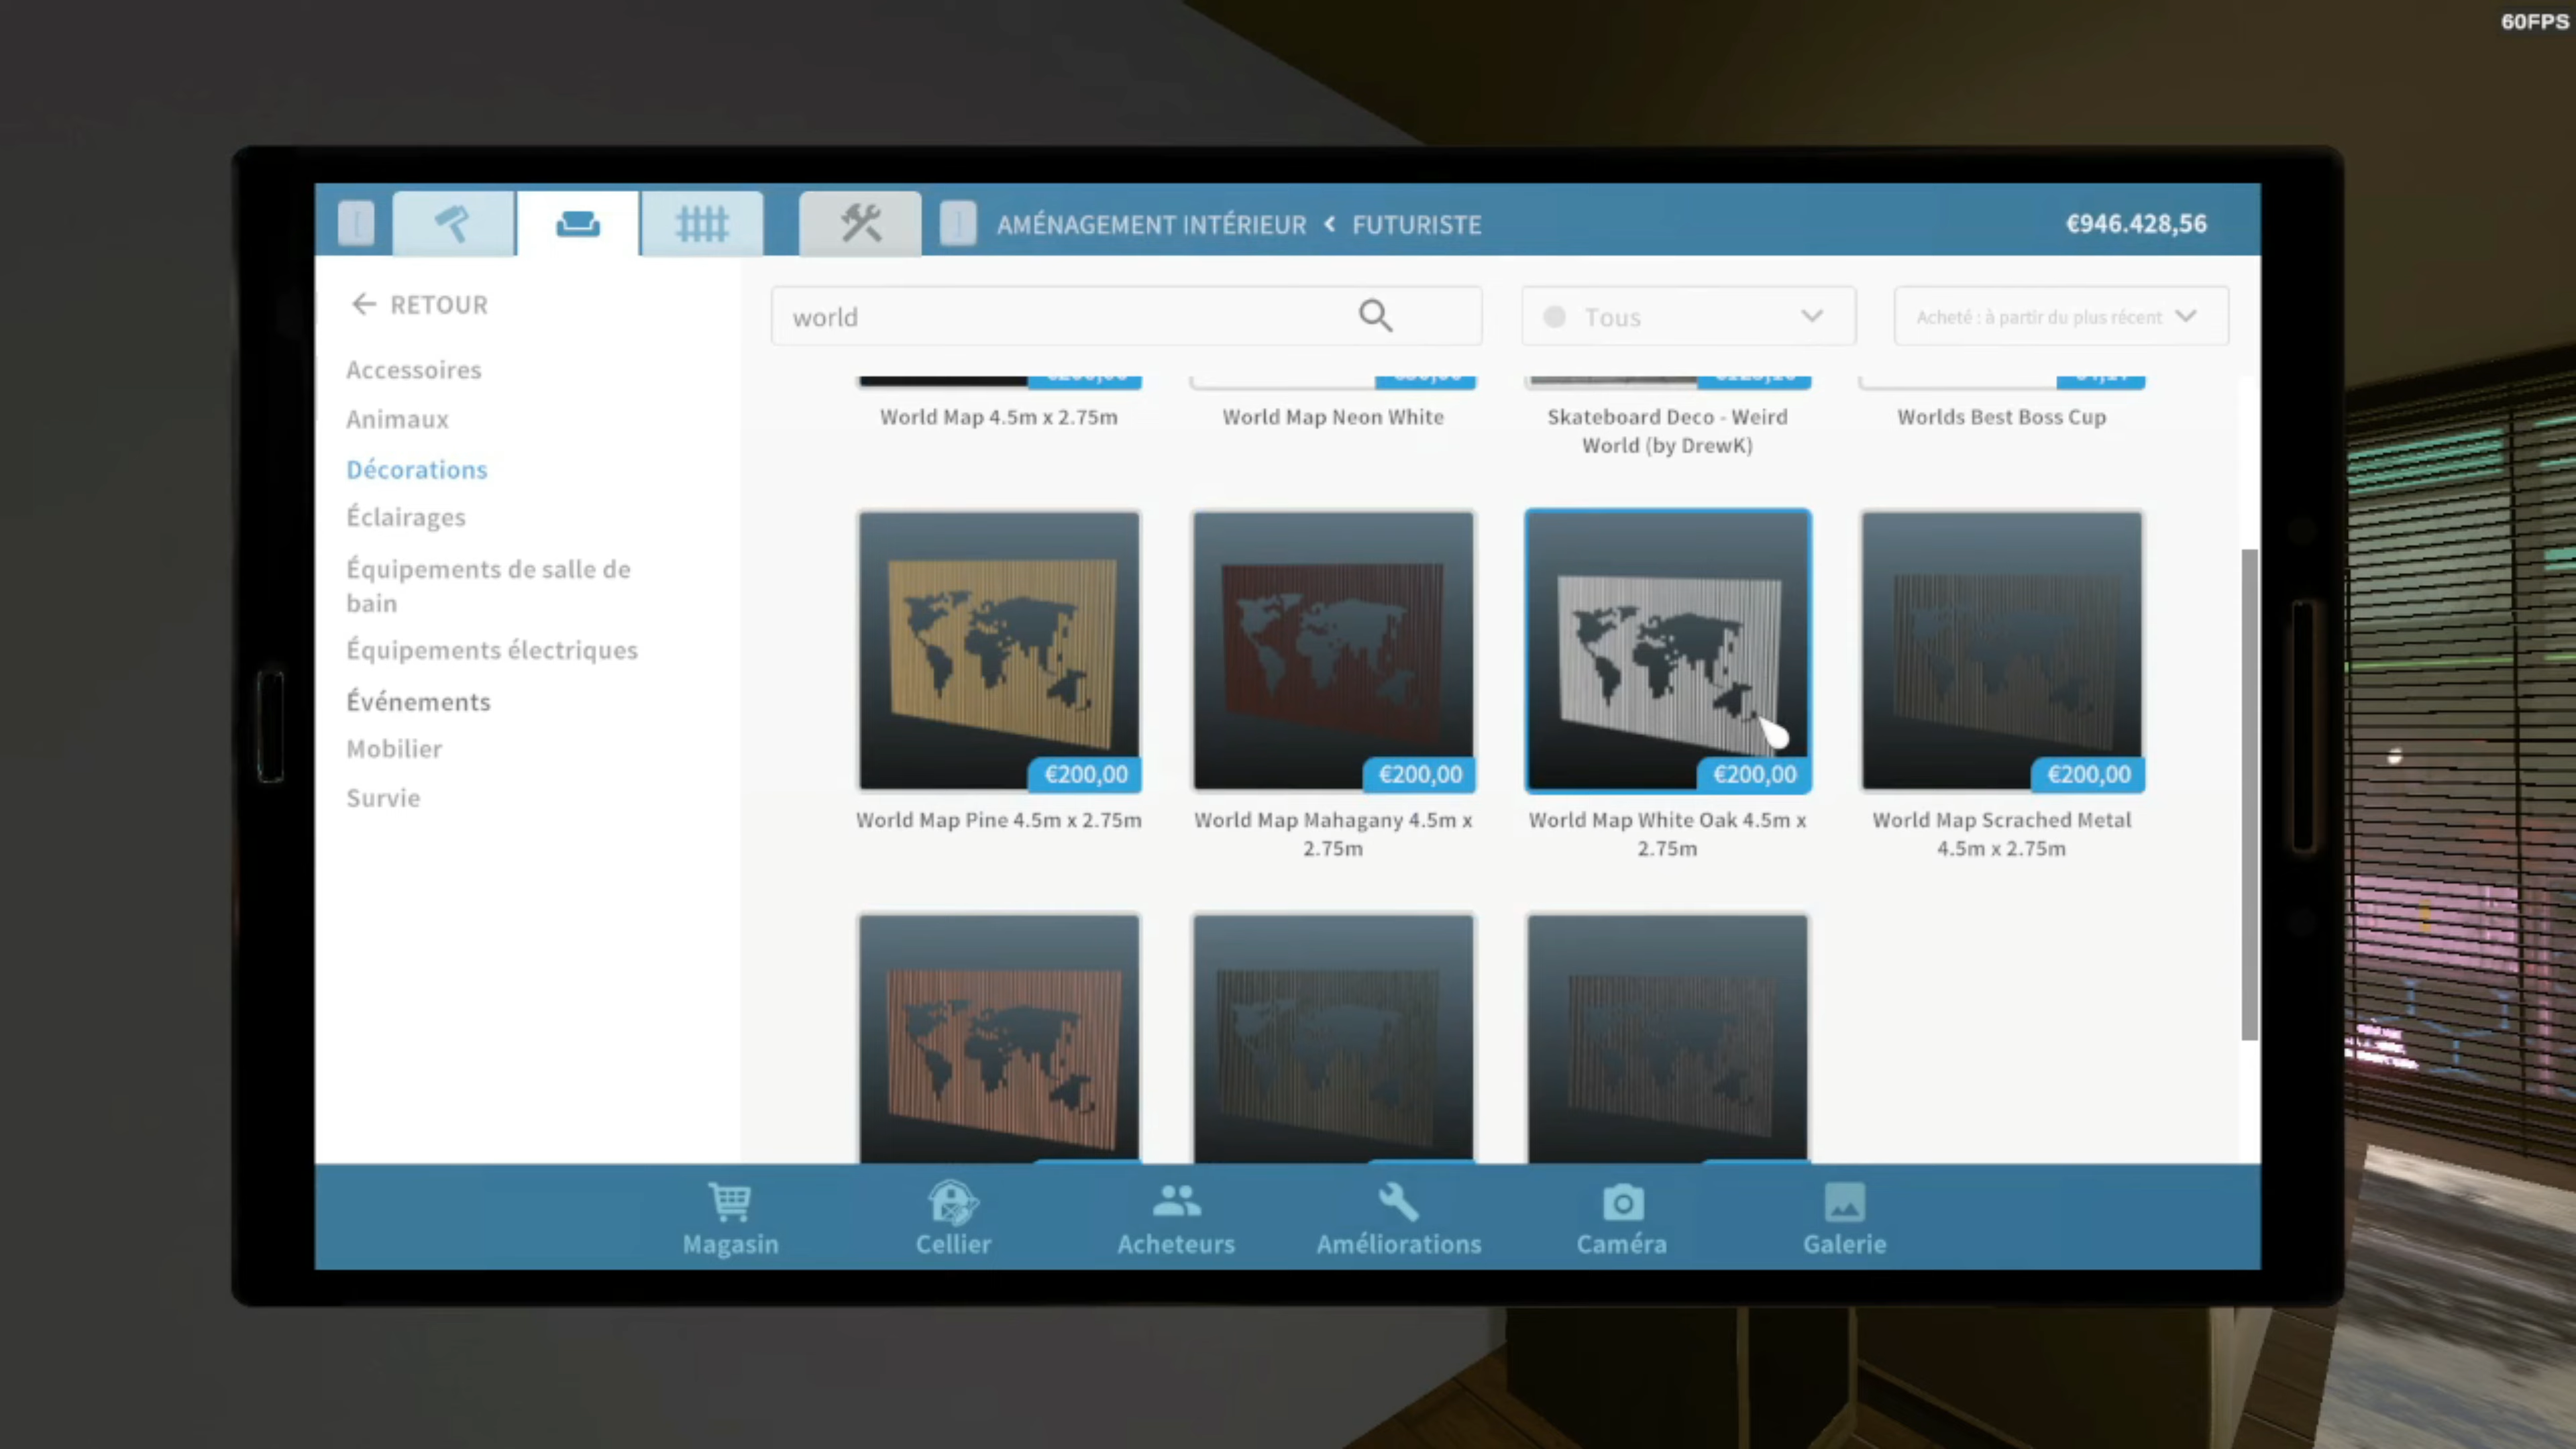 60FPS
AMÉNAGEMENT INTÉRIEUR < FUTURISTE
€946.428,56
RETOUR
world
Tous
Acheté : à partir du plus récent
Accessoires
Animaux
Décorations
Éclairages
Équipements de salle de
bain
Équipements électriques
Événements
Mobilier
Survie
World Map 4.5m x 2.75m
World Map Neon White
Skateboard Deco - Weird
World (by DrewK)
Worlds Best Boss Cup
€200,00
€200,00
€200,00
€200,00
World Map Pine 4.5m x 2.75m
World Map Mahagany 4.5m x
2.75m
World Map White Oak 4.5m x
2.75m
World Map Scrached Metal
4.5m x 2.75m
Magasin
Cellier
Acheteurs
Améliorations
Caméra
Galerie